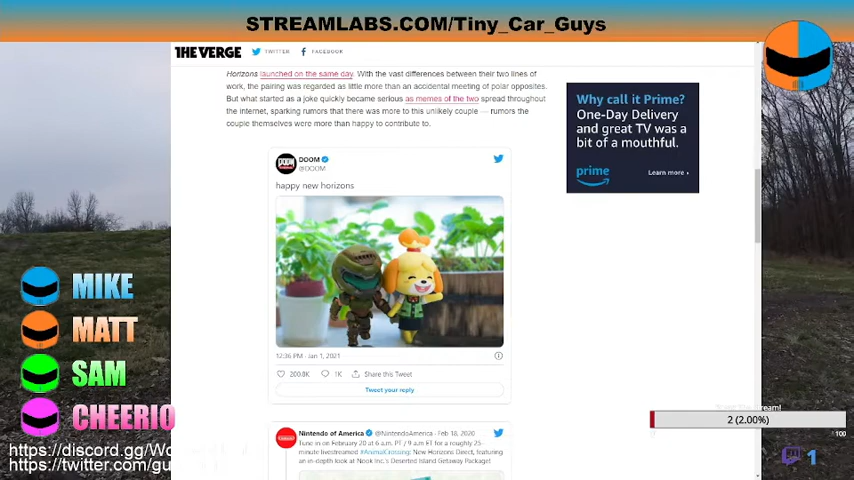 STREAMLABS.COM/Tiny_Car_Guys
THE VERGE TWITTER FACEBOOK
Horizons launched on the same day. With the vast differences between their two lines of
work, the pairing was regarded as little more than an accidental meeting of polar opposites.
But what started as a joke quickly became serious as memes of the two spread throughout
the internet, sparking rumors that there was more to this unlikely couple — rumors the
couple themselves were more than happy to contribute to.
Why call it Prime?
One-Day Delivery
and great TV was a
bit of a mouthful.
prime Learn more
DOOM
@DOOM
happy new horizons
12:36 PM · Jan 1, 2021
200.8K 1K Share this Tweet
Tweet your reply
Nintendo of America @NintendoAmerica · Feb 18, 2020
Tune in on February 20 at 6 a.m. PT / 9 a.m ET for a roughly 25-
minute livestreamed #AnimalCrossing: New Horizons Direct, featuring
an in-depth look at Nook Inc.'s Deserted Island Getaway Package!
MIKE
MATT
SAM
CHEERIO
https://discord.gg/Wo
https://twitter.com/gu
2 (2.00%)
0 100
1